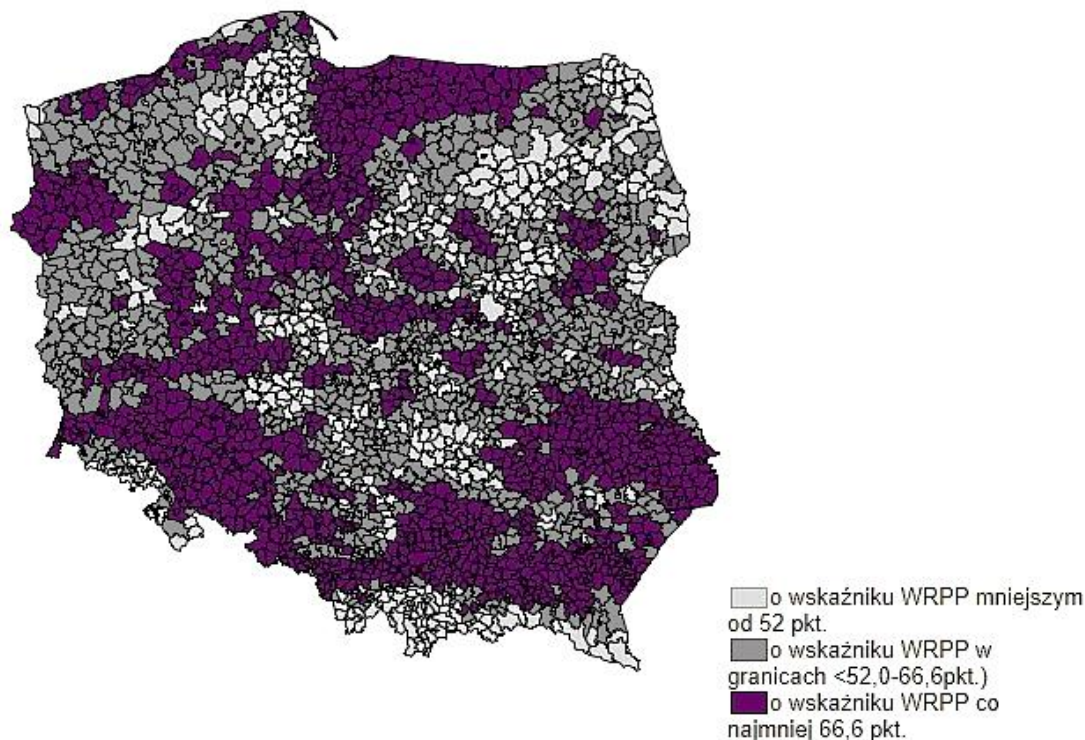 o wskaźniku WRPP mniejszym
od 52 pkt.
o wskaźniku WRPP w
granicach <52,0-66,6pkt.)
o wskaźniku WRPP co
najmniej 66,6 pkt.